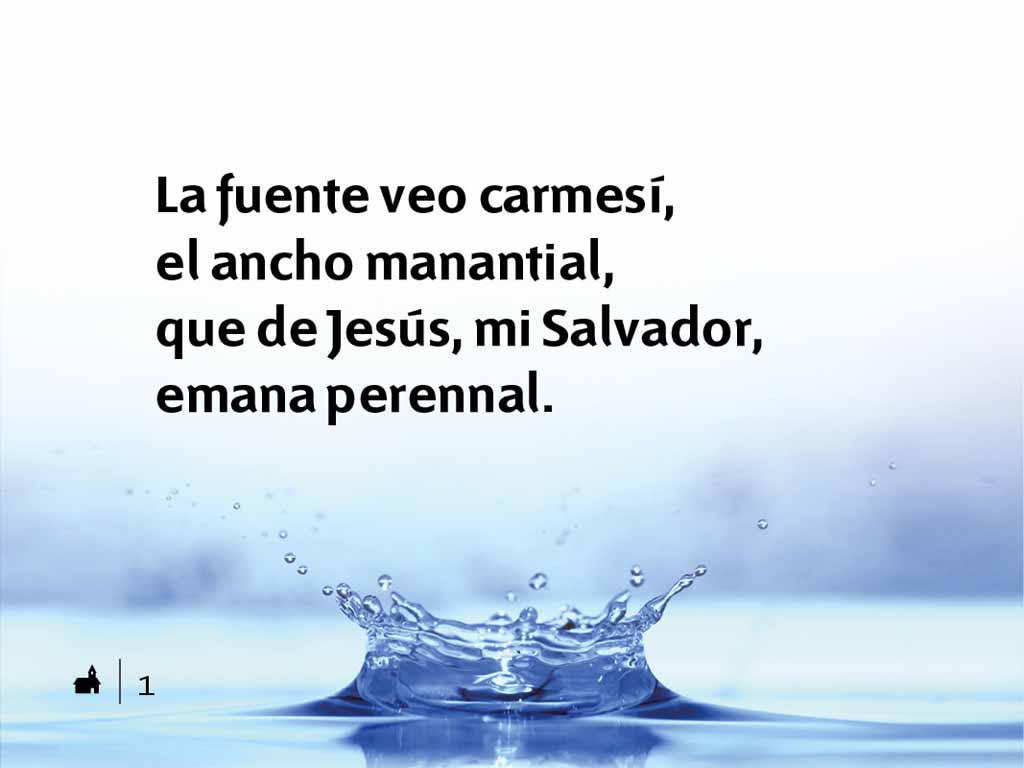 La fuente veo carmesí,
el ancho manantial,
que de Jesús, mi Salvador,
emana perennal.
1